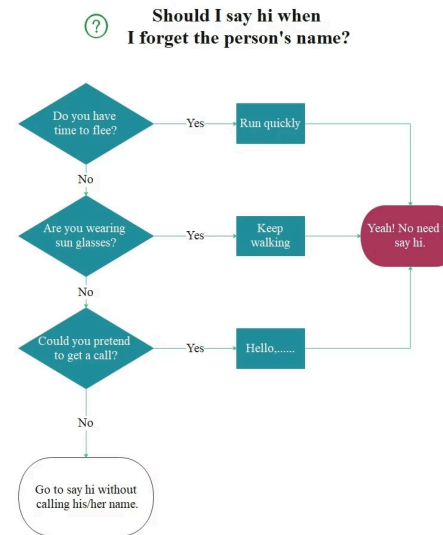 ?
Should I say hi when
I forget the person's name?
Do you have
time to flee?
Yes
Run quickly
No
Are you wearing
sun glasses?
Yes
Keep
walking
Yeah! No need
say hi.
No
Could you pretend
to get a call?
Yes
Hello,......
No
Go to say hi without
calling his/her name.